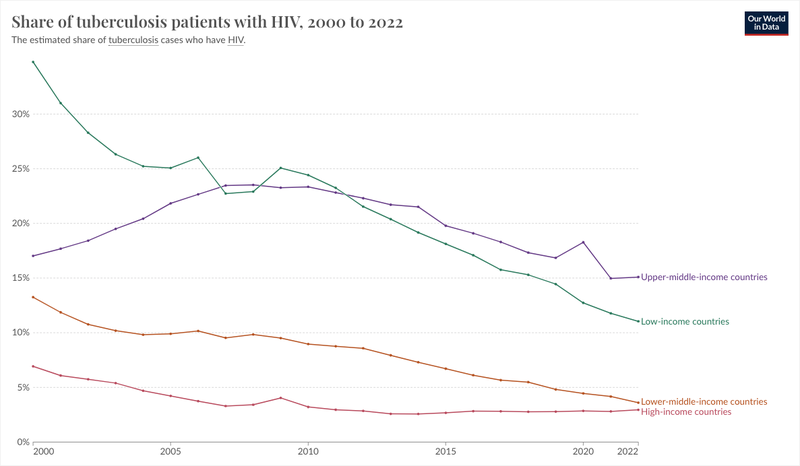 Share of tuberculosis patients with HIV, 2000 to 2022
The estimated share of tuberculosis cases who have HIV.
Our World
in Data
30%
25%
20%
15%
10%
5%
0%
Upper-middle-income countries
Low-income countries
Lower-middle-income countries
High-income countries
2000 2005 2010 2015 2020 2022